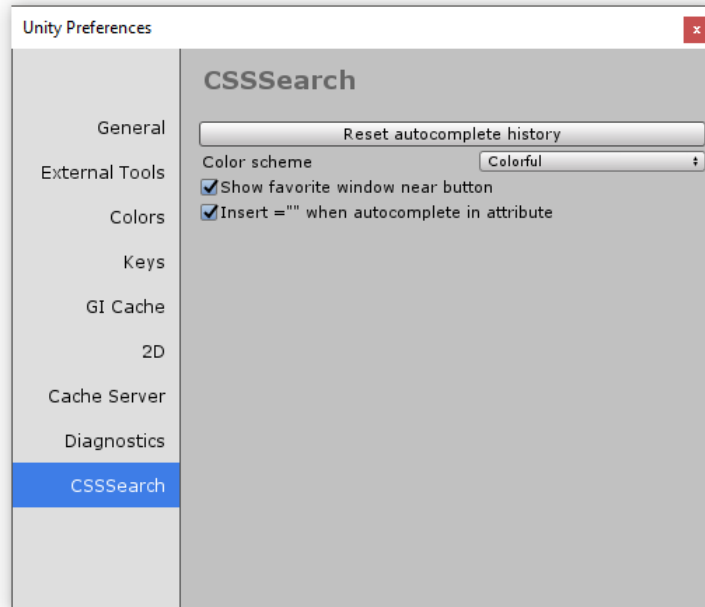 Unity Preferences
x
CSSSearch
General
External Tools
Colors
Keys
GI Cache
2D
Cache Server
Diagnostics
CSSSearch
Reset autocomplete history
Color scheme Colorful
Show favorite window near button
Insert ="" when autocomplete in attribute